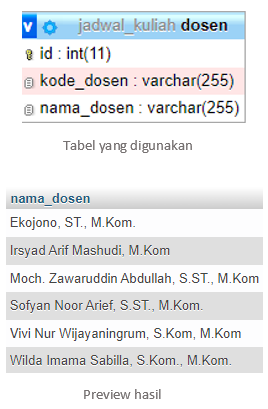 v jadwal_kuliah dosen
id : int(11)
kode_dosen : varchar(255)
nama_dosen : varchar(255)
Tabel yang digunakan
nama_dosen
Ekojono, ST., M.Kom.
Irsyad Arif Mashudi, M.Kom
Moch. Zawaruddin Abdullah, S.ST., M.Kom
Sofyan Noor Arief, S.ST., M.Kom.
Vivi Nur Wijayaningrum, S.Kom, M.Kom
Wilda Imama Sabilla, S.Kom., M.Kom.
Preview hasil